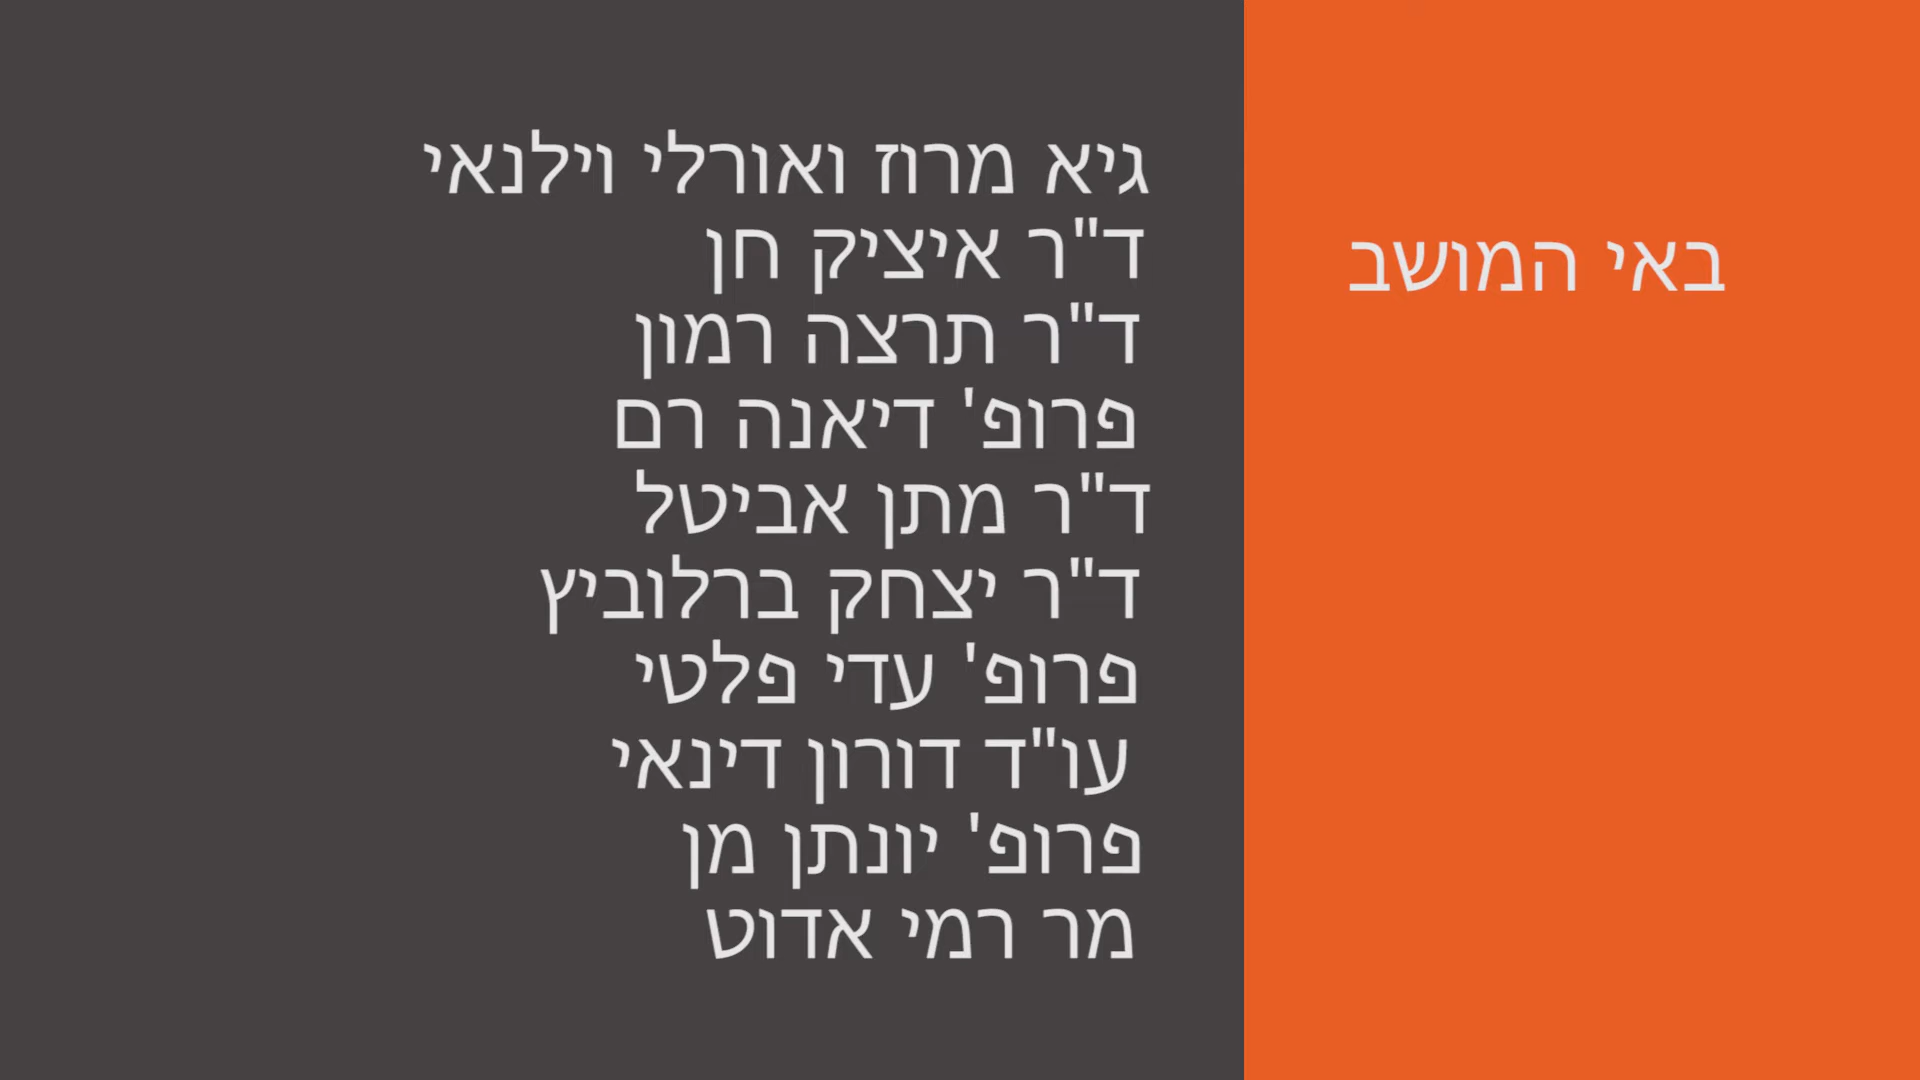 באי המושב
גיא מרוז ואורלי וילנאי
ד"ר איציק חן
ד"ר תרצה רמון
פרופ' דיאנה רם
ד"ר מתן אביטל
ד"ר יצחק ברלוביץ
פרופ' עדי פלטי
עו"ד דורון דינאי
פרופ' יונתן מן
מר רמי אדוט